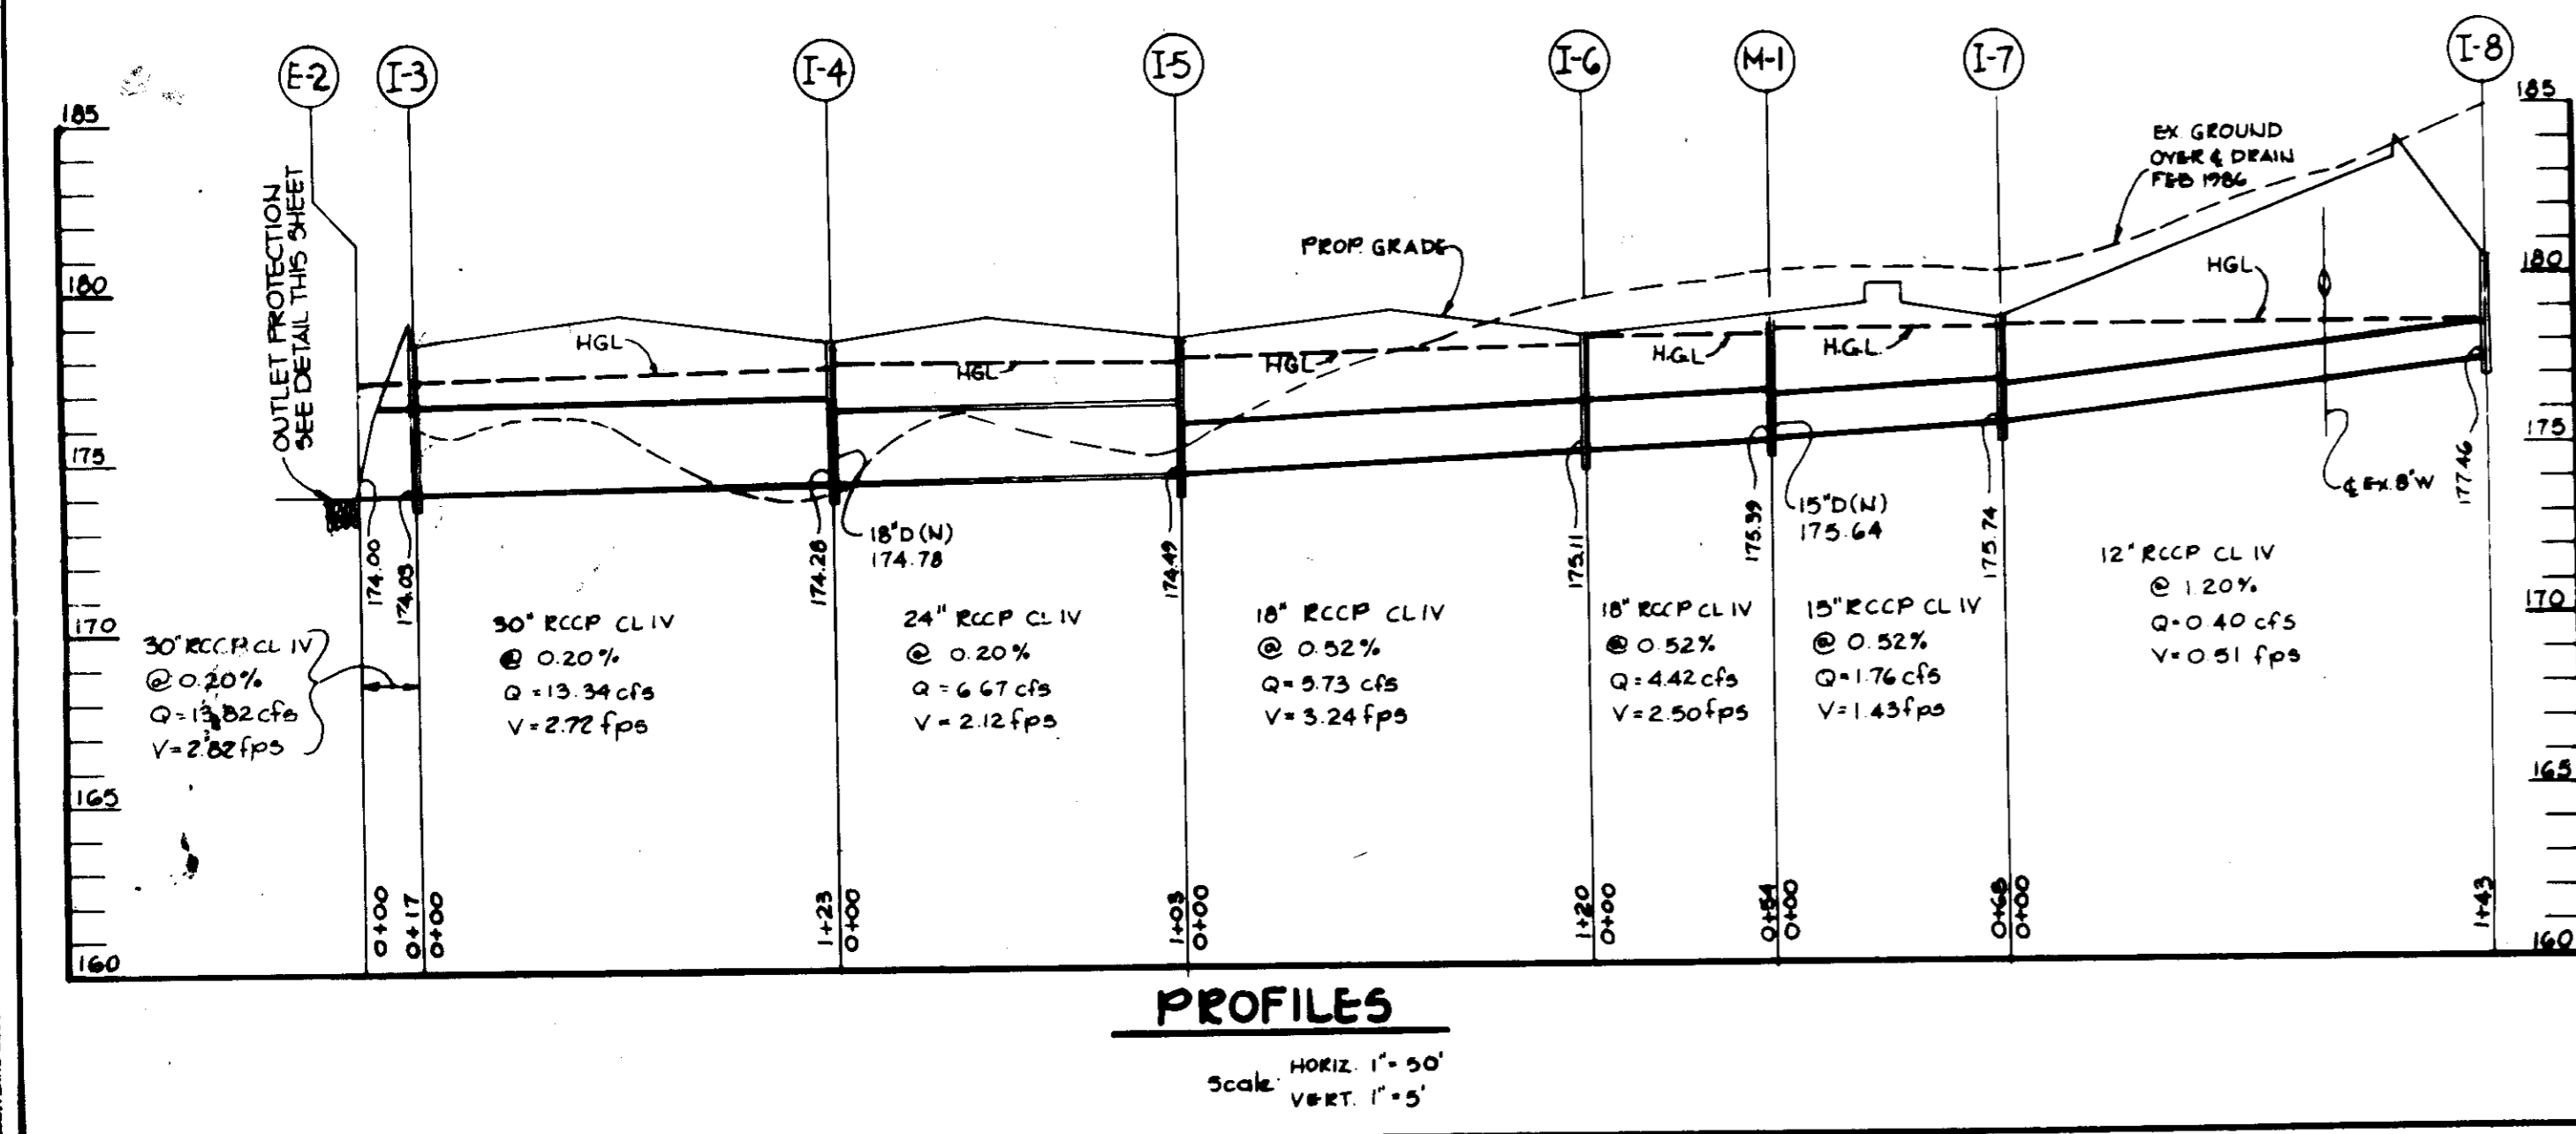 E-2
I-3
I-4
I-5
I-6
M-1
I-7
I-8
185
180
175
170
165
160
185
180
175
170
165
160
OUTLET PROTECTION
SEE DETAIL THIS SHEET
HGL
HGL
HGL
H.G.L.
H.G.L.
HGL
PROP. GRADE
EX. GROUND
OVER ℄ DRAIN
FEB 1986
℄ EX. 8"W
174.00
174.03
174.28
18"D (N)
174.78
174.49
175.11
175.39
15"D (N)
175.64
175.74
177.46
30" RCCP CL IV
@ 0.20%
Q = 13.82 cfs
V = 2.82 fps
30" RCCP CL IV
@ 0.20%
Q = 13.34 cfs
V = 2.72 fps
24" RCCP CL IV
@ 0.20%
Q = 6.67 cfs
V = 2.12 fps
18" RCCP CL IV
@ 0.52%
Q = 5.73 cfs
V = 3.24 fps
18" RCCP CL IV
@ 0.52%
Q = 4.42 cfs
V = 2.50 fps
15" RCCP CL IV
@ 0.52%
Q = 1.76 cfs
V = 1.43 fps
12" RCCP CL IV
@ 1.20%
Q = 0.40 cfs
V = 0.51 fps
0+00
0+17
0+00
1+23
0+00
1+03
0+00
1+20
0+00
0+54
0+00
0+68
0+00
1+43
PROFILES
Scale: HORIZ. 1" = 50'
VERT. 1" = 5'